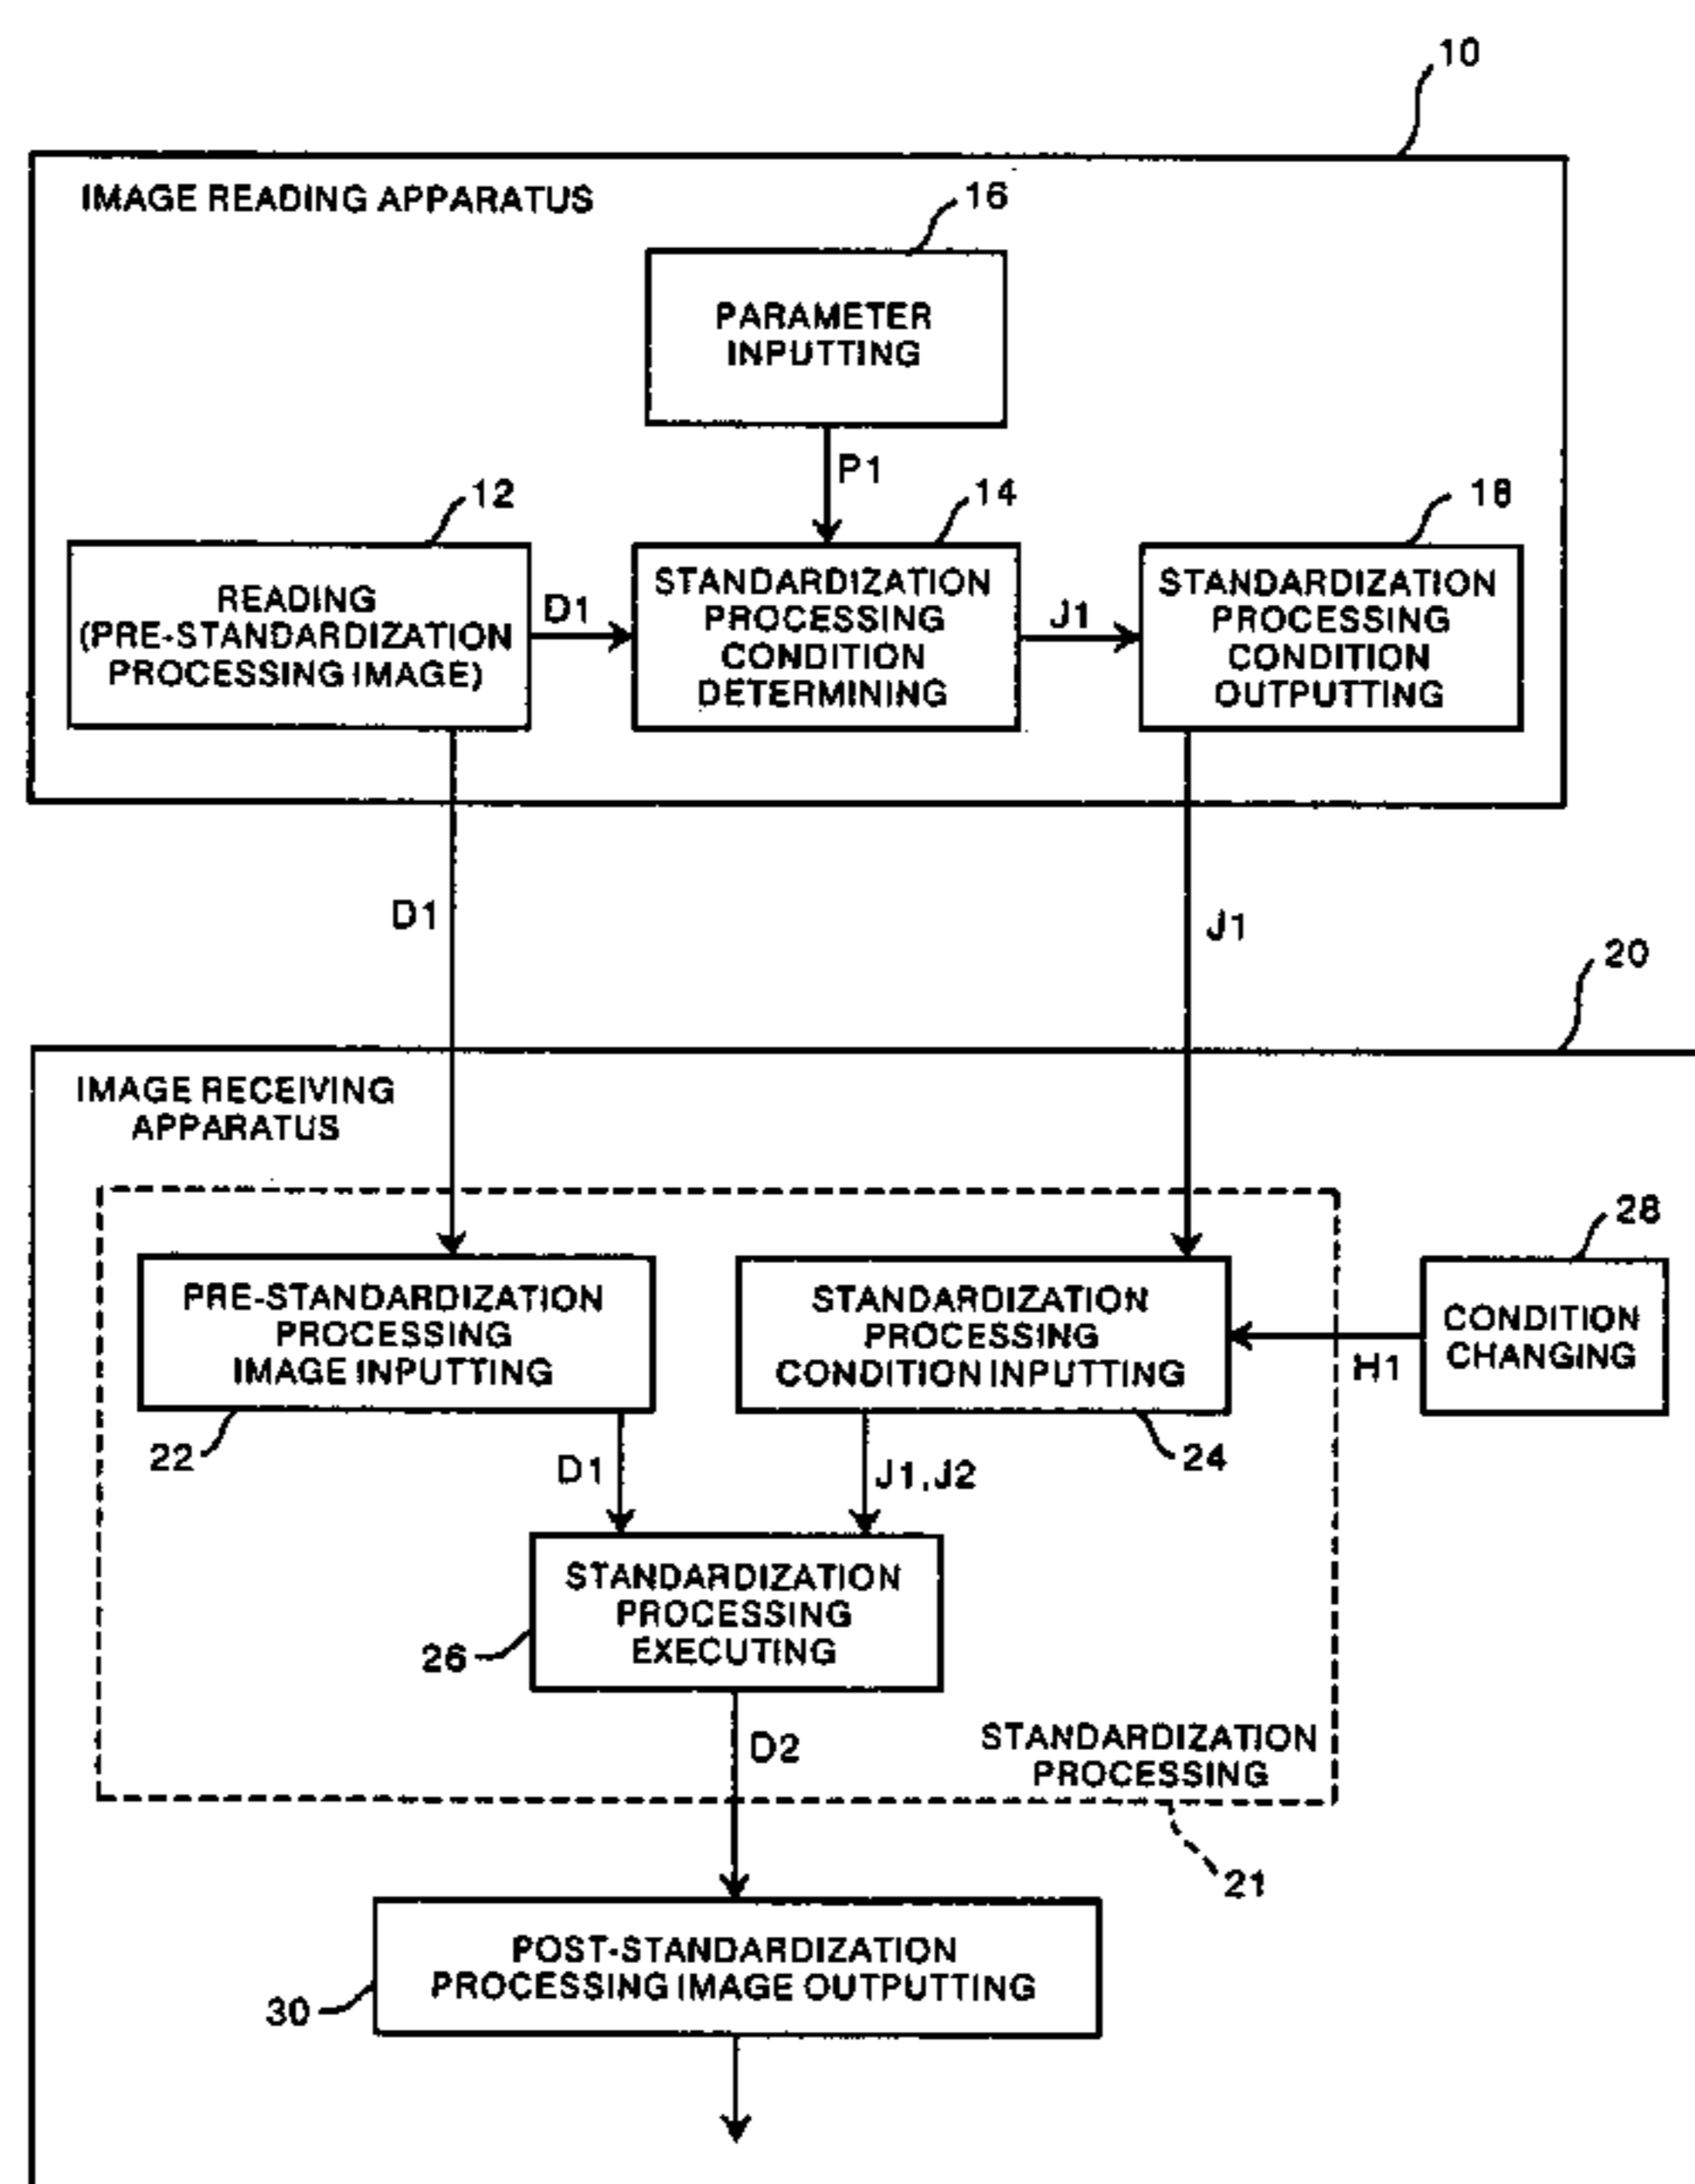 10
IMAGE READING APPARATUS
16
PARAMETER
INPUTTING
P1
12
14
18
READING
(PRE-STANDARDIZATION
PROCESSING IMAGE)
D1
STANDARDIZATION
PROCESSING
CONDITION
DETERMINING
J1
STANDARDIZATION
PROCESSING
CONDITION
OUTPUTTING
D1
J1
20
IMAGE RECEIVING
APPARATUS
28
PRE-STANDARDIZATION
PROCESSING
IMAGE INPUTTING
STANDARDIZATION
PROCESSING
CONDITION INPUTTING
H1
CONDITION
CHANGING
22
24
D1
J1,J2
STANDARDIZATION
PROCESSING
EXECUTING
26
D2
STANDARDIZATION
PROCESSING
21
POST-STANDARDIZATION
PROCESSING IMAGE OUTPUTTING
30